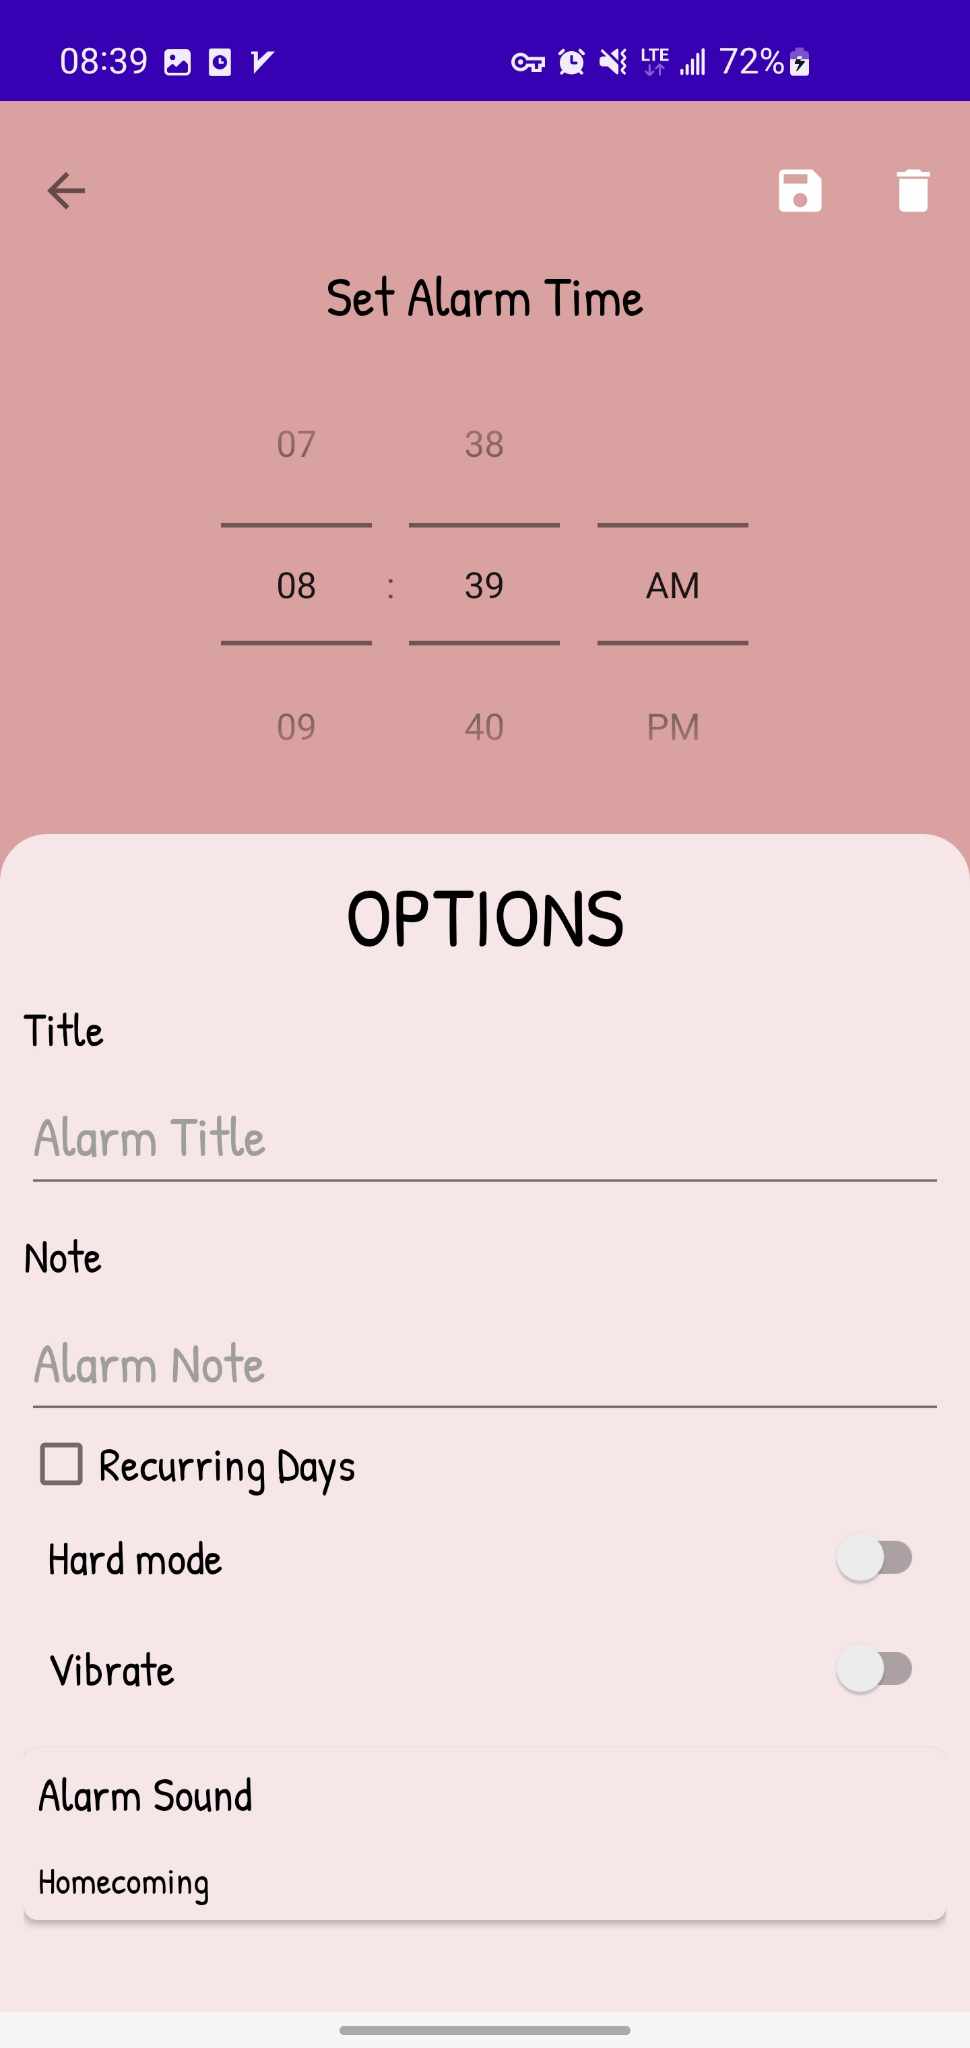 08:39 LTE 72%
Set Alarm Time
07 38
08 : 39 AM
09 40 PM
OPTIONS
Title
Alarm Title
Note
Alarm Note
Recurring Days
Hard mode
Vibrate
Alarm Sound
Homecoming